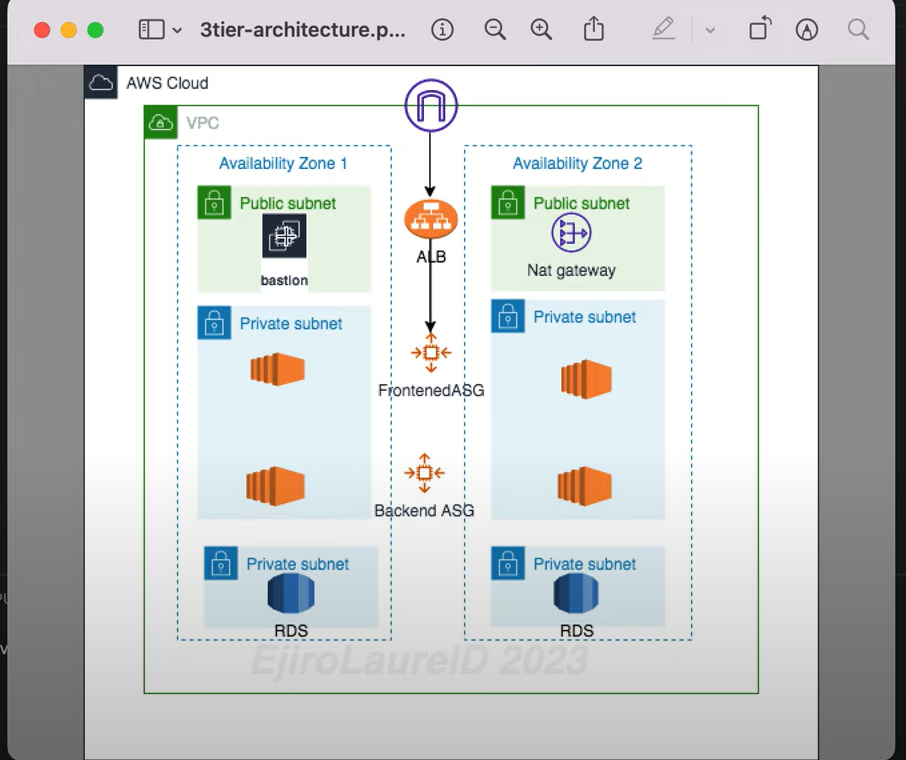 3tier-architecture.p...
AWS Cloud
VPC
Availability Zone 1
Availability Zone 2
Public subnet
Public subnet
ALB
bastion
Nat gateway
Private subnet
Private subnet
FrontenedASG
Backend ASG
Private subnet
Private subnet
RDS
RDS
EjiroLaurelD 2023